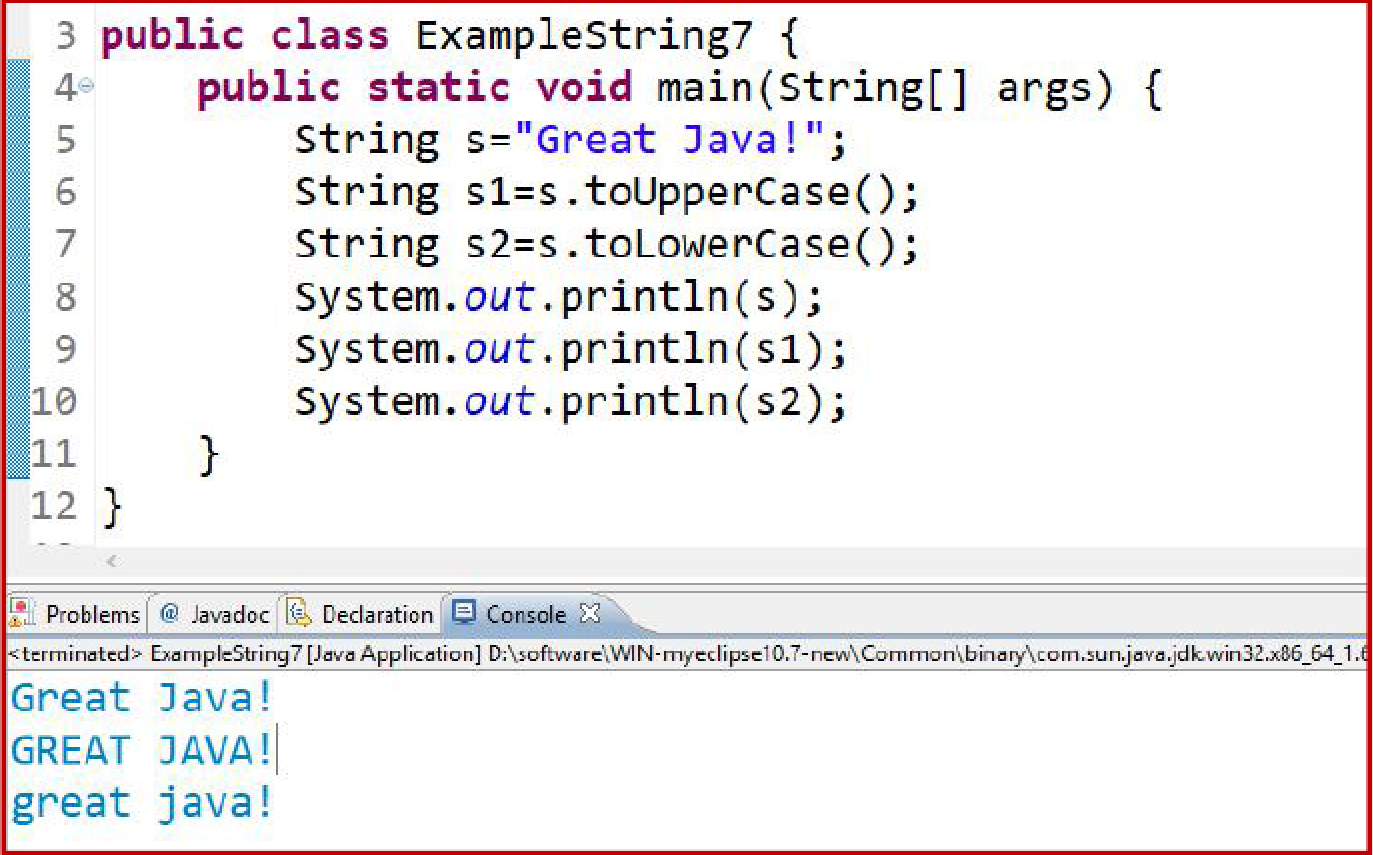 3 public class ExampleString7 {
4 public static void main(String[] args) {
5 String s="Great Java!";
6 String s1=s.toUpperCase();
7 String s2=s.toLowerCase();
8 System.out.println(s);
9 System.out.println(s1);
10 System.out.println(s2);
11 }
12 }
Problems @ Javadoc Declaration Console
<terminated> ExampleString7 [Java Application] D:\software\WIN-myeclipse10.7-new\Common\binary\com.sun.java.jdk.win32.x86_64_1.6
Great Java!
GREAT JAVA!
great java!